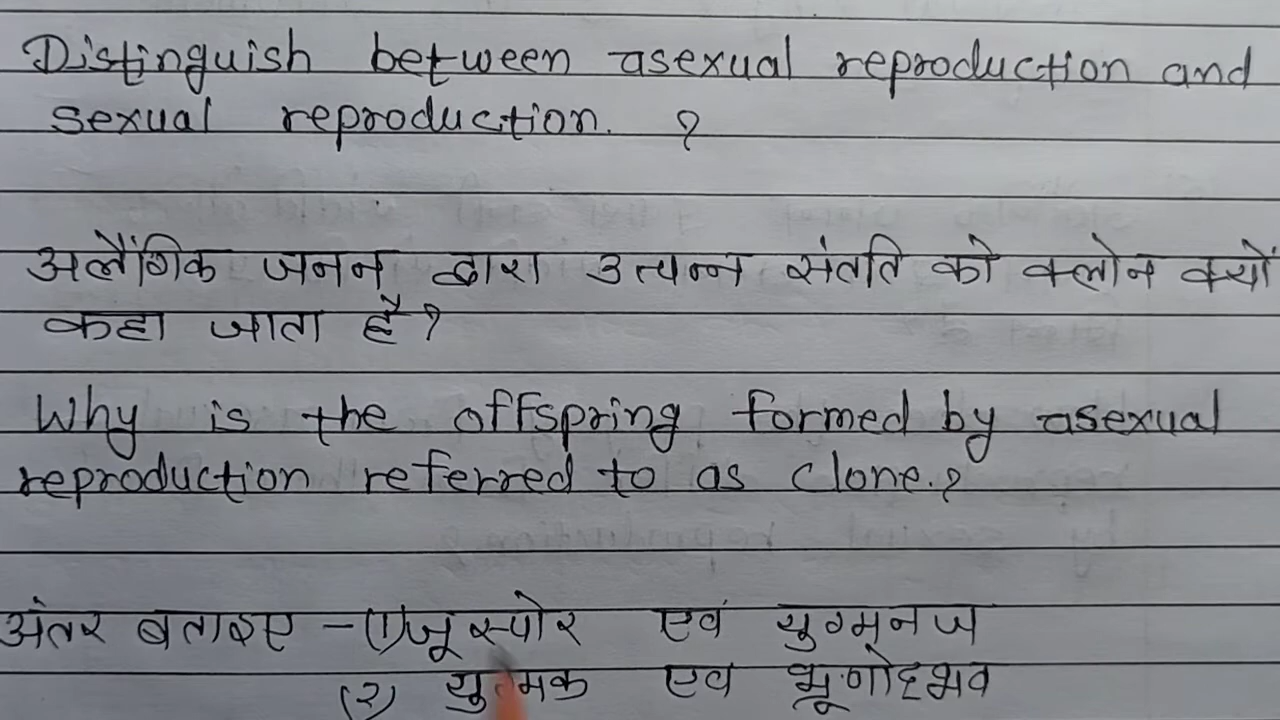 Distinguish between asexual reproduction and
sexual reproduction. ?
अलैंगिक जनन द्वारा उत्पन्न संतति को क्लोन क्यों
कहा जाता है?
Why is the offspring formed by asexual
reproduction referred to as clone.?
अंतर बताइए - (1) जू स्पोर एवं युग्मनज
(२) युग्मक एवं भ्रूणोद्भव